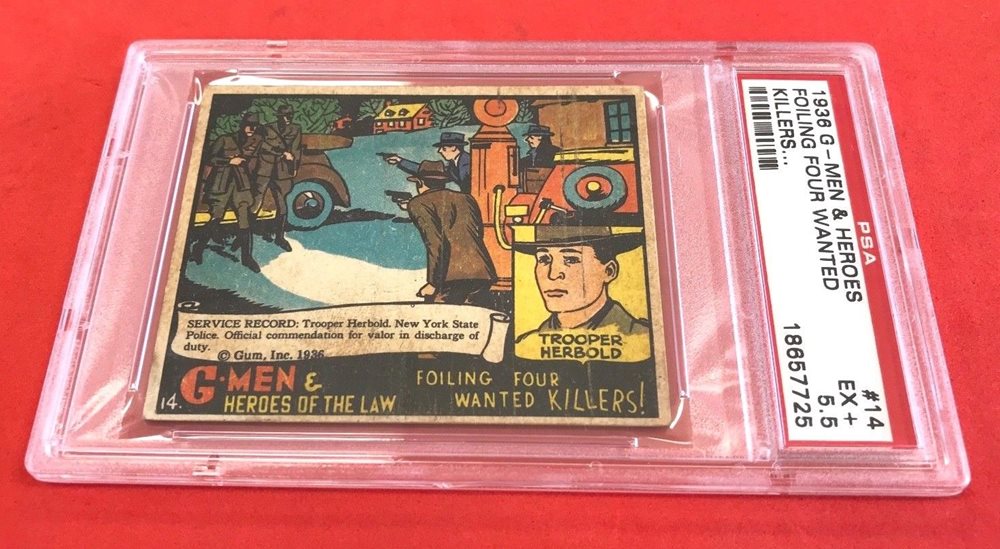 SERVICE RECORD: Trooper Herbold. New York State
Police. Official commendation for valor in discharge of
duty.
© Gum, Inc. 1936
TROOPER
HERBOLD
14.
G-MEN &
HEROES OF THE LAW
FOILING FOUR
WANTED KILLERS!
1938 G-MEN & HEROES
FOILING FOUR WANTED
KILLERS...
PSA
#14
EX+
5.5
18657725